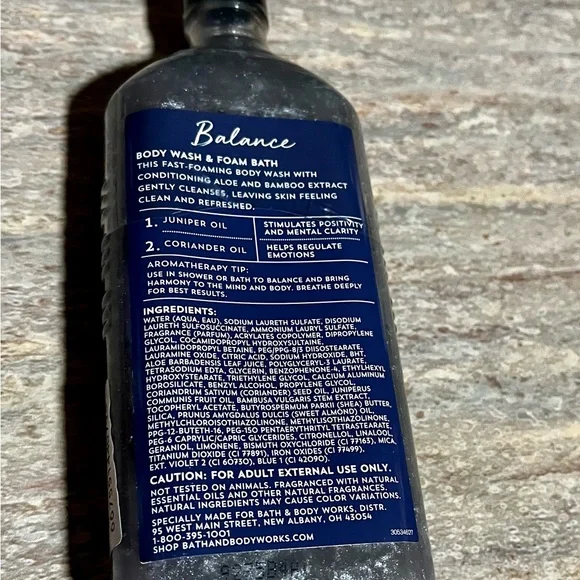 Balance
BODY WASH & FOAM BATH
THIS FAST-FOAMING BODY WASH WITH
CONDITIONING ALOE AND BAMBOO EXTRACT
GENTLY CLEANSES, LEAVING SKIN FEELING
CLEAN AND REFRESHED.
1. JUNIPER OIL
STIMULATES POSITIVITY
AND MENTAL CLARITY
2. CORIANDER OIL
HELPS REGULATE
EMOTIONS
AROMATHERAPY TIP:
USE IN SHOWER OR BATH TO BALANCE AND BRING
HARMONY TO THE MIND AND BODY. BREATHE DEEPLY
FOR BEST RESULTS.
INGREDIENTS:
WATER (AQUA, EAU), SODIUM LAURETH SULFATE, DISODIUM
LAURETH SULFOSUCCINATE, AMMONIUM LAURYL SULFATE,
FRAGRANCE (PARFUM), ACRYLATES COPOLYMER, DIPROPYLENE
GLYCOL, COCAMIDOPROPYL HYDROXYSULTAINE,
LAURAMIDOPROPYL BETAINE, PEG/PPG-8/3 DIISOSTEARATE,
LAURAMINE OXIDE, CITRIC ACID, SODIUM HYDROXIDE, BHT,
ALOE BARBADENSIS LEAF JUICE, POLYGLYCERYL-3 LAURATE,
TETRASODIUM EDTA, GLYCERIN, BENZOPHENONE-4, ETHYLHEXYL
HYDROXYSTEARATE, TRIETHYLENE GLYCOL, CALCIUM ALUMINUM
BOROSILICATE, BENZYL ALCOHOL, PROPYLENE GLYCOL,
CORIANDRUM SATIVUM (CORIANDER) SEED OIL, JUNIPERUS
COMMUNIS FRUIT OIL, BAMBUSA VULGARIS STEM EXTRACT,
TOCOPHERYL ACETATE, BUTYROSPERMUM PARKII (SHEA) BUTTER,
SILICA, PRUNUS AMYGDALUS DULCIS (SWEET ALMOND) OIL,
METHYLCHLOROISOTHIAZOLINONE, METHYLISOTHIAZOLINONE,
PPG-12-BUTETH-16, PEG-150 PENTAERYTHRITYL TETRASTEARATE,
PEG-6 CAPRYLIC/CAPRIC GLYCERIDES, CITRONELLOL, LINALOOL,
GERANIOL, LIMONENE, BISMUTH OXYCHLORIDE (CI 77163), MICA,
TITANIUM DIOXIDE (CI 77891), IRON OXIDES (CI 77499),
EXT. VIOLET 2 (CI 60730), BLUE 1 (CI 42090).
CAUTION: FOR ADULT EXTERNAL USE ONLY.
NOT TESTED ON ANIMALS. FRAGRANCED WITH NATURAL
ESSENTIAL OILS AND OTHER NATURAL FRAGRANCES.
NATURAL INGREDIENTS MAY CAUSE COLOR VARIATIONS.
SPECIALLY MADE FOR BATH & BODY WORKS, DISTR.
95 WEST MAIN STREET, NEW ALBANY, OH 43054
1-800-395-1001
SHOP BATHANDBODYWORKS.COM
30534627